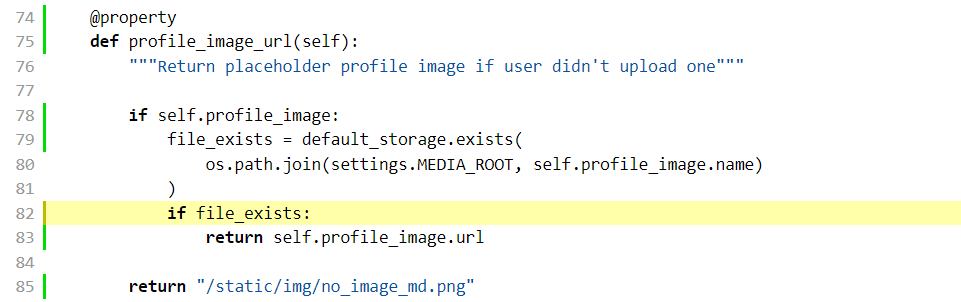 74 @property
75 def profile_image_url(self):
76 """Return placeholder profile image if user didn't upload one"""
77
78 if self.profile_image:
79 file_exists = default_storage.exists(
80 os.path.join(settings.MEDIA_ROOT, self.profile_image.name)
81 )
82 if file_exists:
83 return self.profile_image.url
84
85 return "/static/img/no_image_md.png"